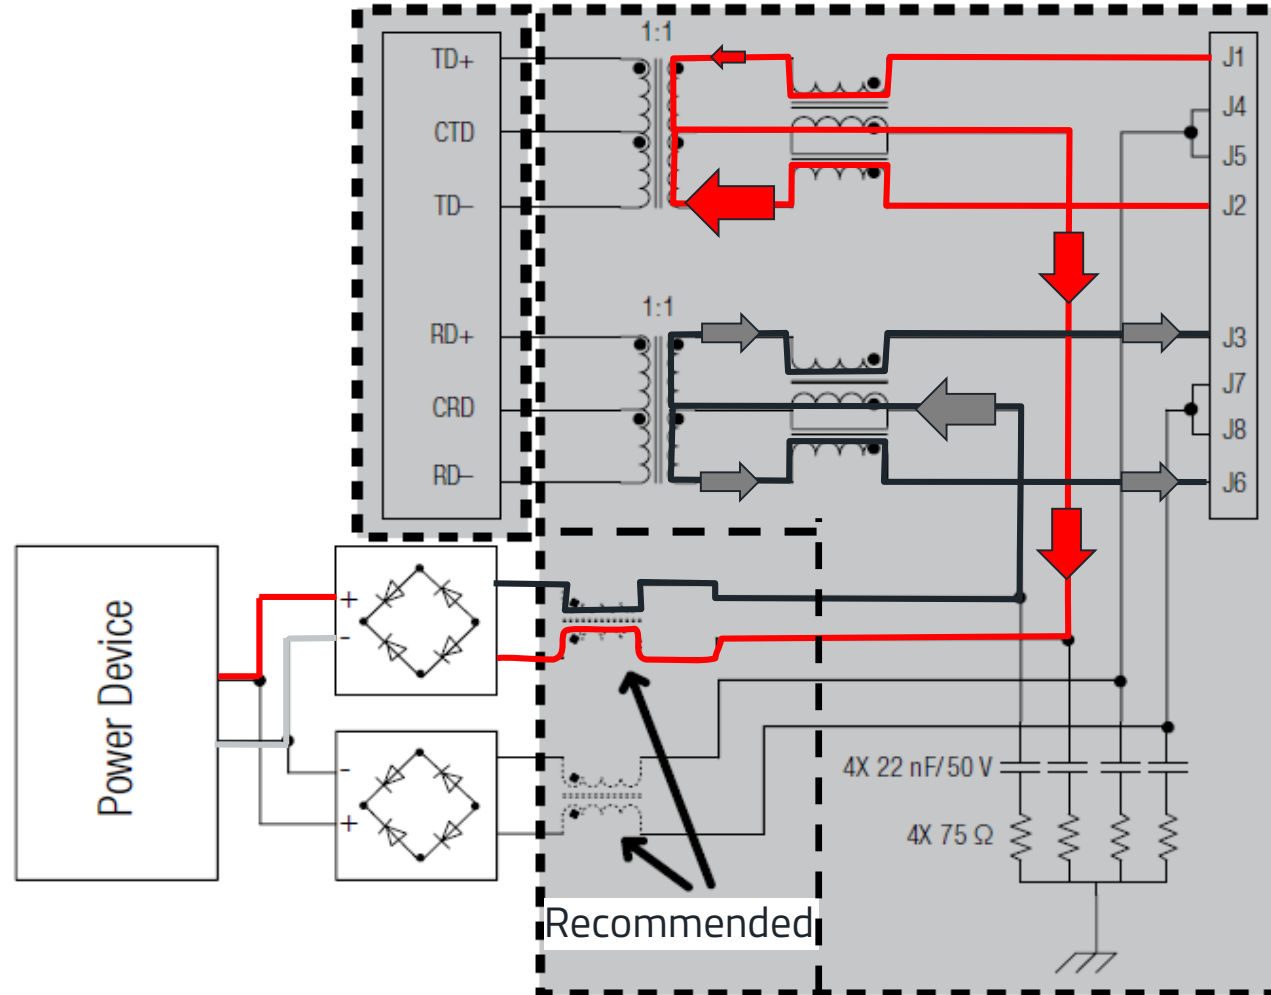 1:1
TD+
CTD
TD−
J1
J4
J5
J2
1:1
RD+
CRD
RD−
J3
J7
J8
J6
Power Device
+
-
-
+
4X 22 nF/50 V
4X 75 Ω
Recommended